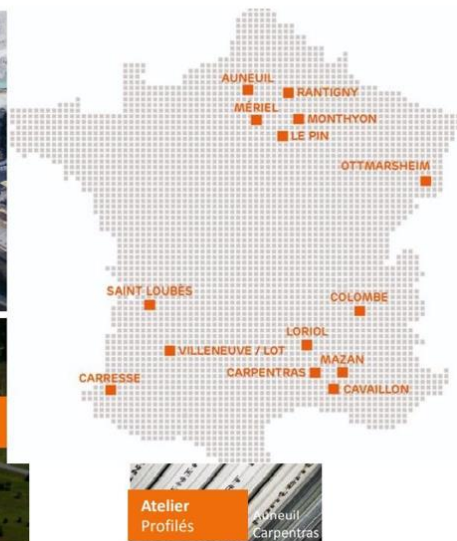 AUNEUIL
RANTIGNY
MÉRIEL
MONTHYON
LE PIN
OTTMARSHEIM
SAINT LOUBÈS
COLOMBE
LORIOL
VILLENEUVE / LOT
MAZAN
CARPENTRAS
CARRESSE
CAVAILLON
Atelier
Profilés
Auneuil
Carpentras